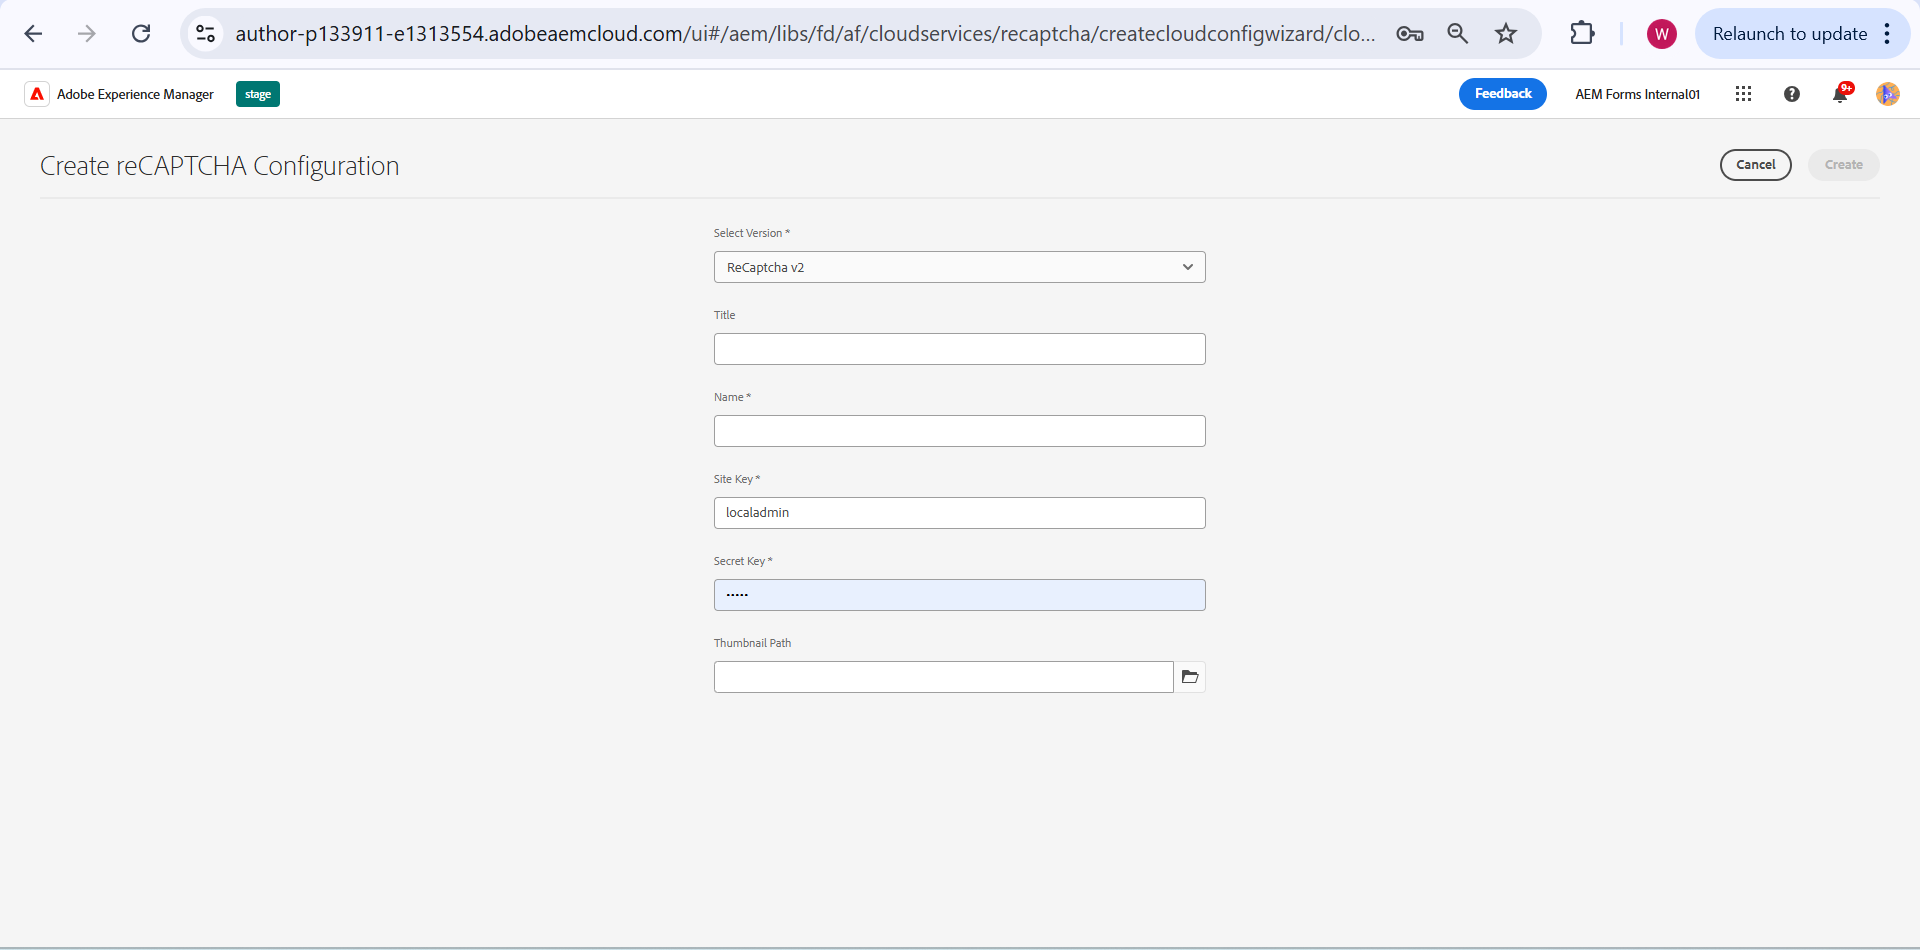 author-p133911-e1313554.adobeaemcloud.com/ui#/aem/libs/fd/af/cloudservices/recaptcha/createcloudconfigwizard/clo...
W
Relaunch to update
Adobe Experience Manager
stage
Feedback
AEM Forms Internal01
?
9+
Create reCAPTCHA Configuration
Cancel
Create
Select Version *
ReCaptcha v2
Title
Name *
Site Key *
localadmin
Secret Key *
•••••
Thumbnail Path